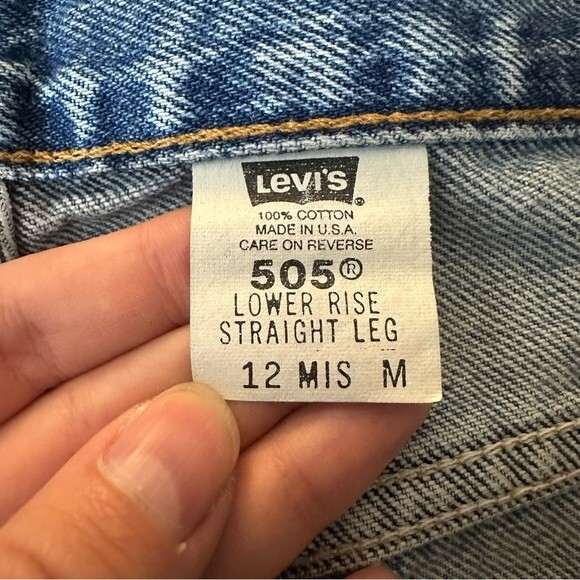 Levi's ®
100% COTTON
MADE IN U.S.A.
CARE ON REVERSE
505®
LOWER RISE
STRAIGHT LEG
12 MIS M